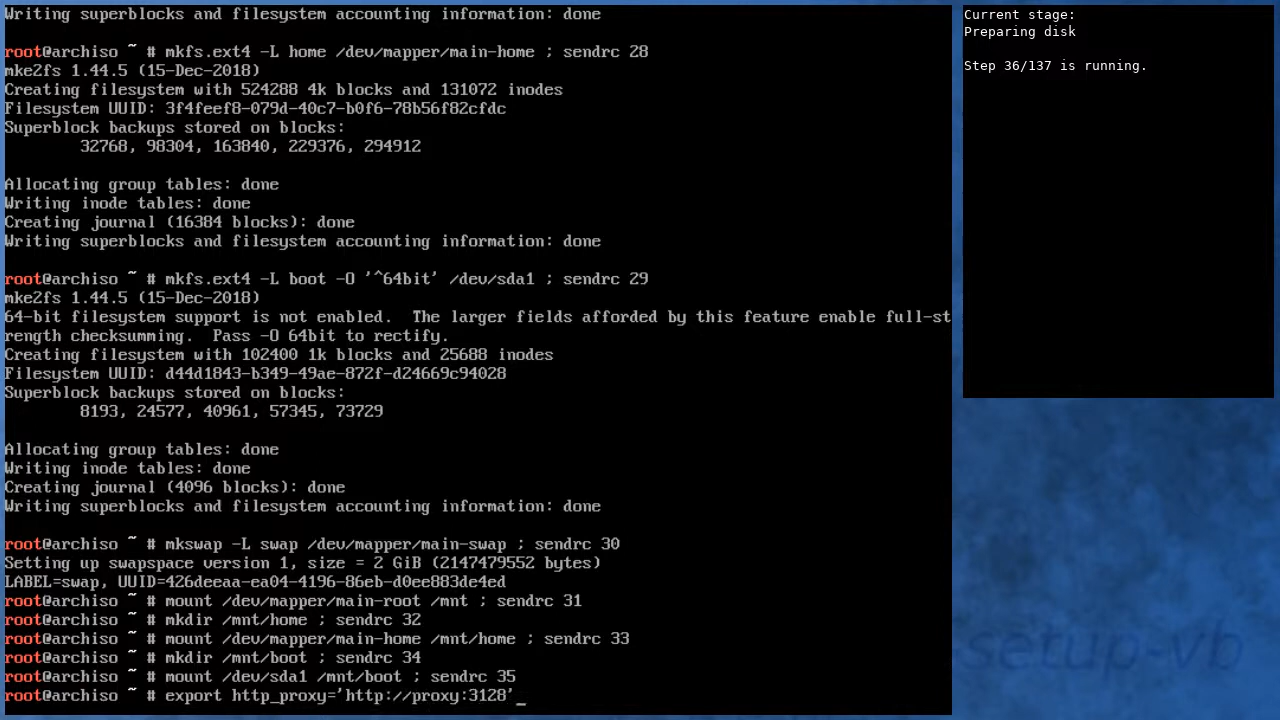 Writing superblocks and filesystem accounting information: done
root@archiso ~ # mkfs.ext4 -L home /dev/mapper/main-home ; sendrc 28
mke2fs 1.44.5 (15-Dec-2018)
Creating filesystem with 524288 4k blocks and 131072 inodes
Filesystem UUID: 3f4feef8-079d-40c7-b0f6-78b56f82cfdc
Superblock backups stored on blocks:
32768, 98304, 163840, 229376, 294912
Allocating group tables: done
Writing inode tables: done
Creating journal (16384 blocks): done
Writing superblocks and filesystem accounting information: done
root@archiso ~ # mkfs.ext4 -L boot -O '^64bit' /dev/sda1 ; sendrc 29
mke2fs 1.44.5 (15-Dec-2018)
64-bit filesystem support is not enabled.  The larger fields afforded by this feature enable full-st
rength checksumming.  Pass -O 64bit to rectify.
Creating filesystem with 102400 1k blocks and 25688 inodes
Filesystem UUID: d44d1843-b349-49ae-872f-d24669c94028
Superblock backups stored on blocks:
8193, 24577, 40961, 57345, 73729
Allocating group tables: done
Writing inode tables: done
Creating journal (4096 blocks): done
Writing superblocks and filesystem accounting information: done
root@archiso ~ # mkswap -L swap /dev/mapper/main-swap ; sendrc 30
Setting up swapspace version 1, size = 2 GiB (2147479552 bytes)
LABEL=swap, UUID=426deeaa-ea04-4196-86eb-d0ee883de4ed
root@archiso ~ # mount /dev/mapper/main-root /mnt ; sendrc 31
root@archiso ~ # mkdir /mnt/home ; sendrc 32
root@archiso ~ # mount /dev/mapper/main-home /mnt/home ; sendrc 33
root@archiso ~ # mkdir /mnt/boot ; sendrc 34
root@archiso ~ # mount /dev/sda1 /mnt/boot ; sendrc 35
root@archiso ~ # export http_proxy='http://proxy:3128'_
Current stage:
Preparing disk
Step 36/137 is running.
setup-vb